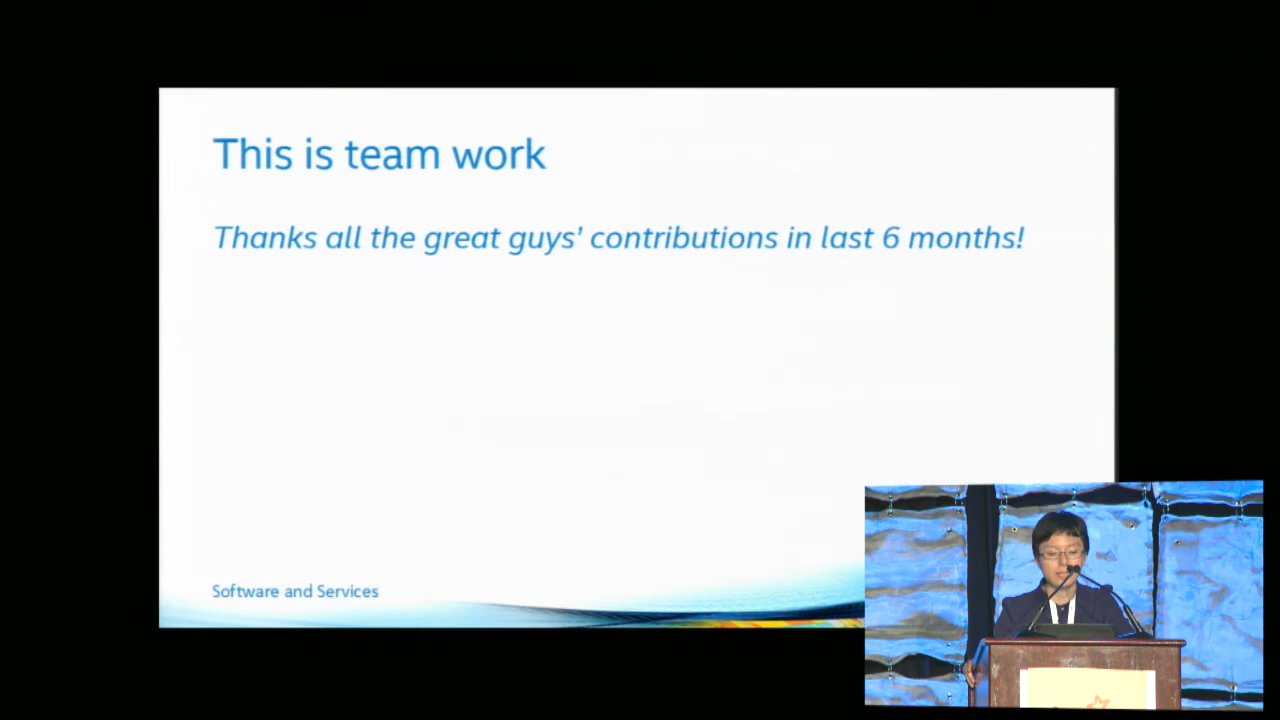 This is team work
Thanks all the great guys' contributions in last 6 months!
Software and Services